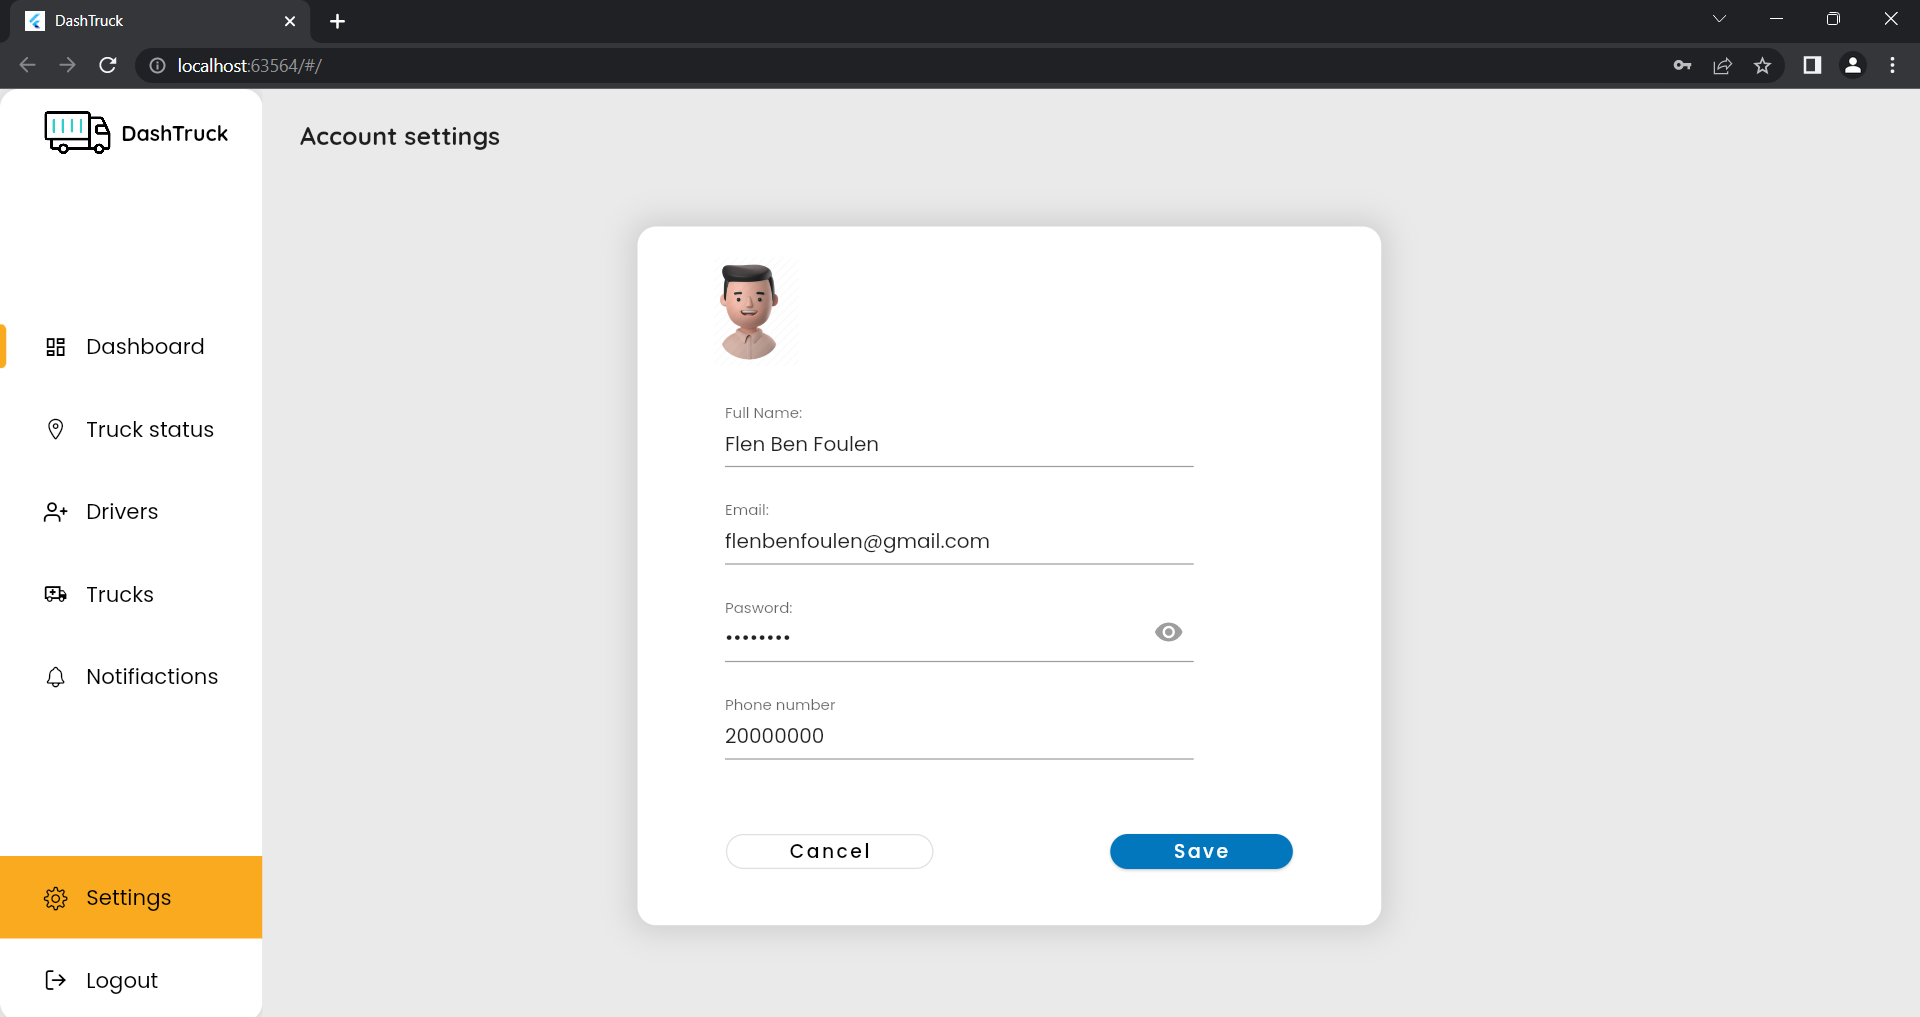 DashTruck
localhost:63564/#/
DashTruck
Account settings
Dashboard
Truck status
Drivers
Trucks
Notifiactions
Settings
Logout
Full Name:
Flen Ben Foulen
Email:
flenbenfoulen@gmail.com
Pasword:
••••••••
Phone number
20000000
Cancel
Save